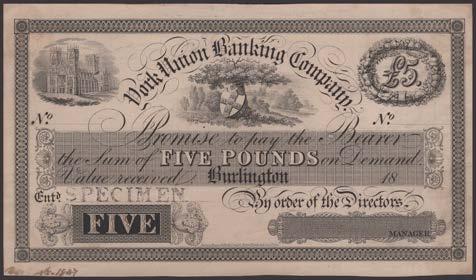 York Union Banking Company
£5
No No
Promise to pay the Bearer
the Sum of FIVE POUNDS on Demand
Value received Burlington 18
Entd SPECIMEN By order of the Directors.
FIVE
MANAGER
1837